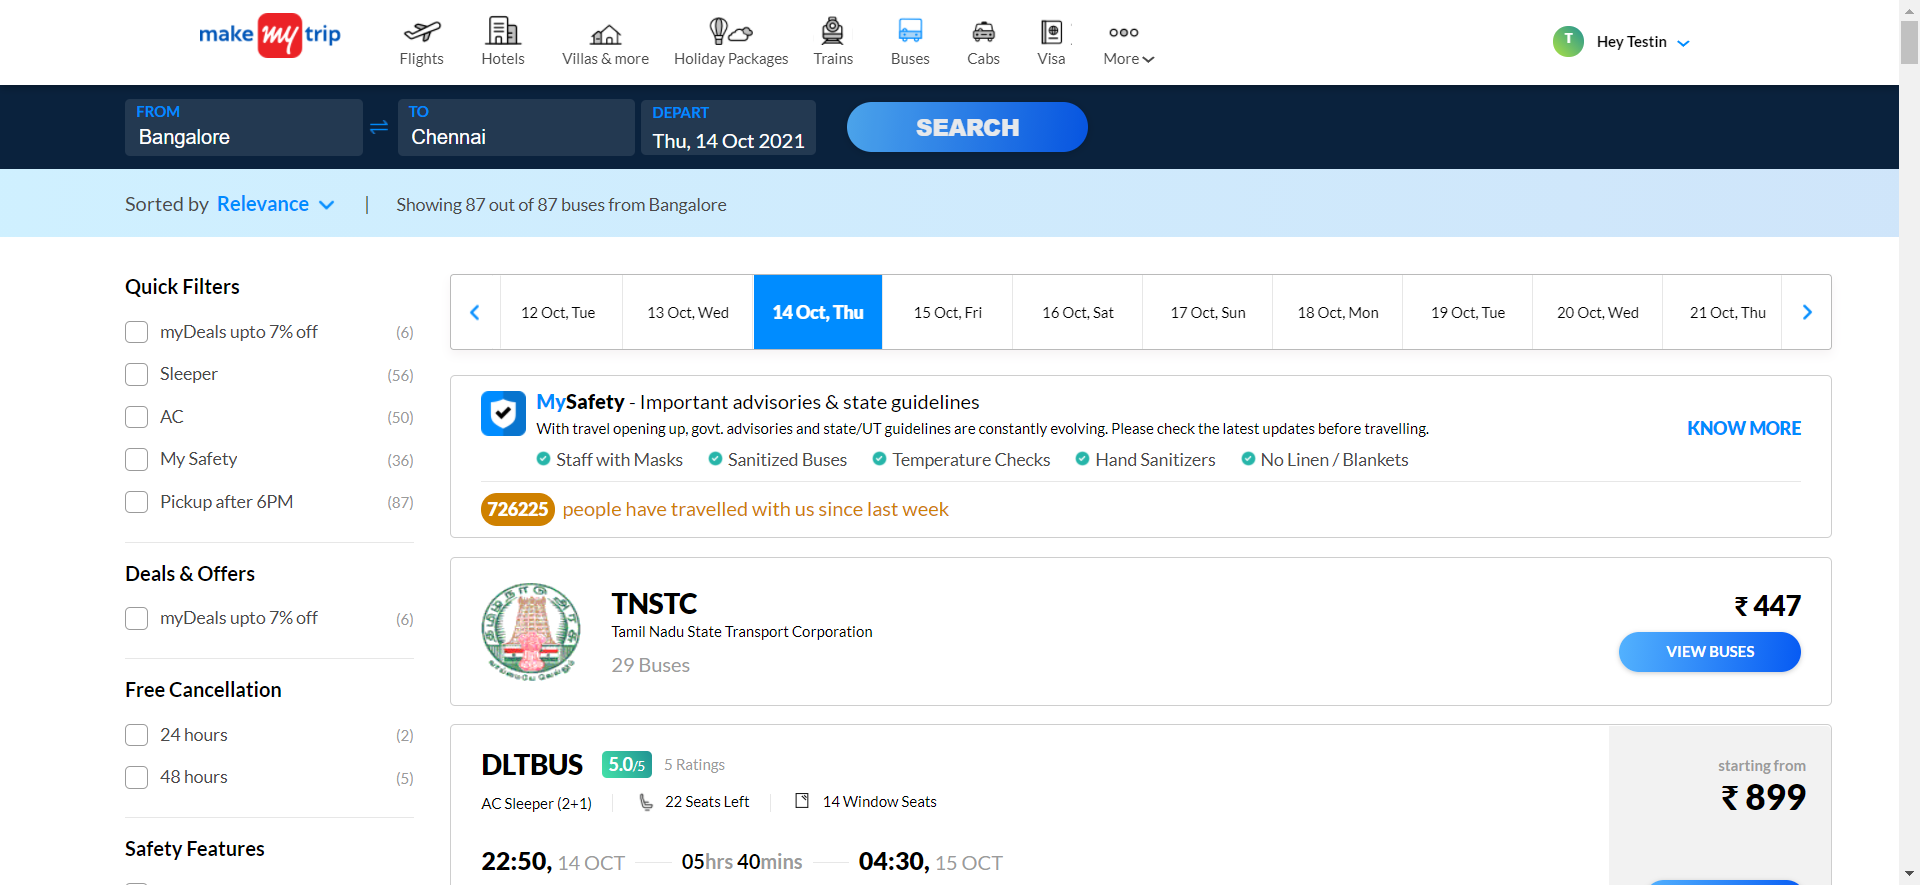 make my trip
Flights
Hotels
Villas & more
Holiday Packages
Trains
Buses
Cabs
Visa
More
T
Hey Testin
FROM
Bangalore
TO
Chennai
DEPART
Thu, 14 Oct 2021
SEARCH
Sorted by Relevance | Showing 87 out of 87 buses from Bangalore
Quick Filters
myDeals upto 7% off (6)
Sleeper (56)
AC (50)
My Safety (36)
Pickup after 6PM (87)
Deals & Offers
myDeals upto 7% off (6)
Free Cancellation
24 hours (2)
48 hours (5)
Safety Features
12 Oct, Tue
13 Oct, Wed
14 Oct, Thu
15 Oct, Fri
16 Oct, Sat
17 Oct, Sun
18 Oct, Mon
19 Oct, Tue
20 Oct, Wed
21 Oct, Thu
MySafety - Important advisories & state guidelines
With travel opening up, govt. advisories and state/UT guidelines are constantly evolving. Please check the latest updates before travelling.
KNOW MORE
Staff with Masks
Sanitized Buses
Temperature Checks
Hand Sanitizers
No Linen / Blankets
726225 people have travelled with us since last week
TNSTC
Tamil Nadu State Transport Corporation
29 Buses
₹ 447
VIEW BUSES
DLTBUS 5.0/5 5 Ratings
AC Sleeper (2+1)
22 Seats Left
14 Window Seats
22:50, 14 OCT
05hrs 40mins
04:30, 15 OCT
starting from
₹ 899